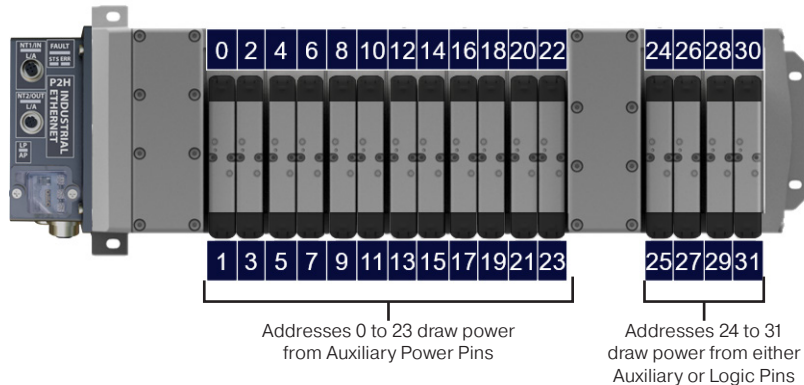 NT1/IN
L/A
FAULT
STS ERR
NT2/OUT
L/A
P2H INDUSTRIAL
ETHERNET
LP
AP
0 2 4 6 8 10 12 14 16 18 20 22
24 26 28 30
1 3 5 7 9 11 13 15 17 19 21 23
25 27 29 31
Addresses 0 to 23 draw power
from Auxiliary Power Pins
Addresses 24 to 31
draw power from either
Auxiliary or Logic Pins